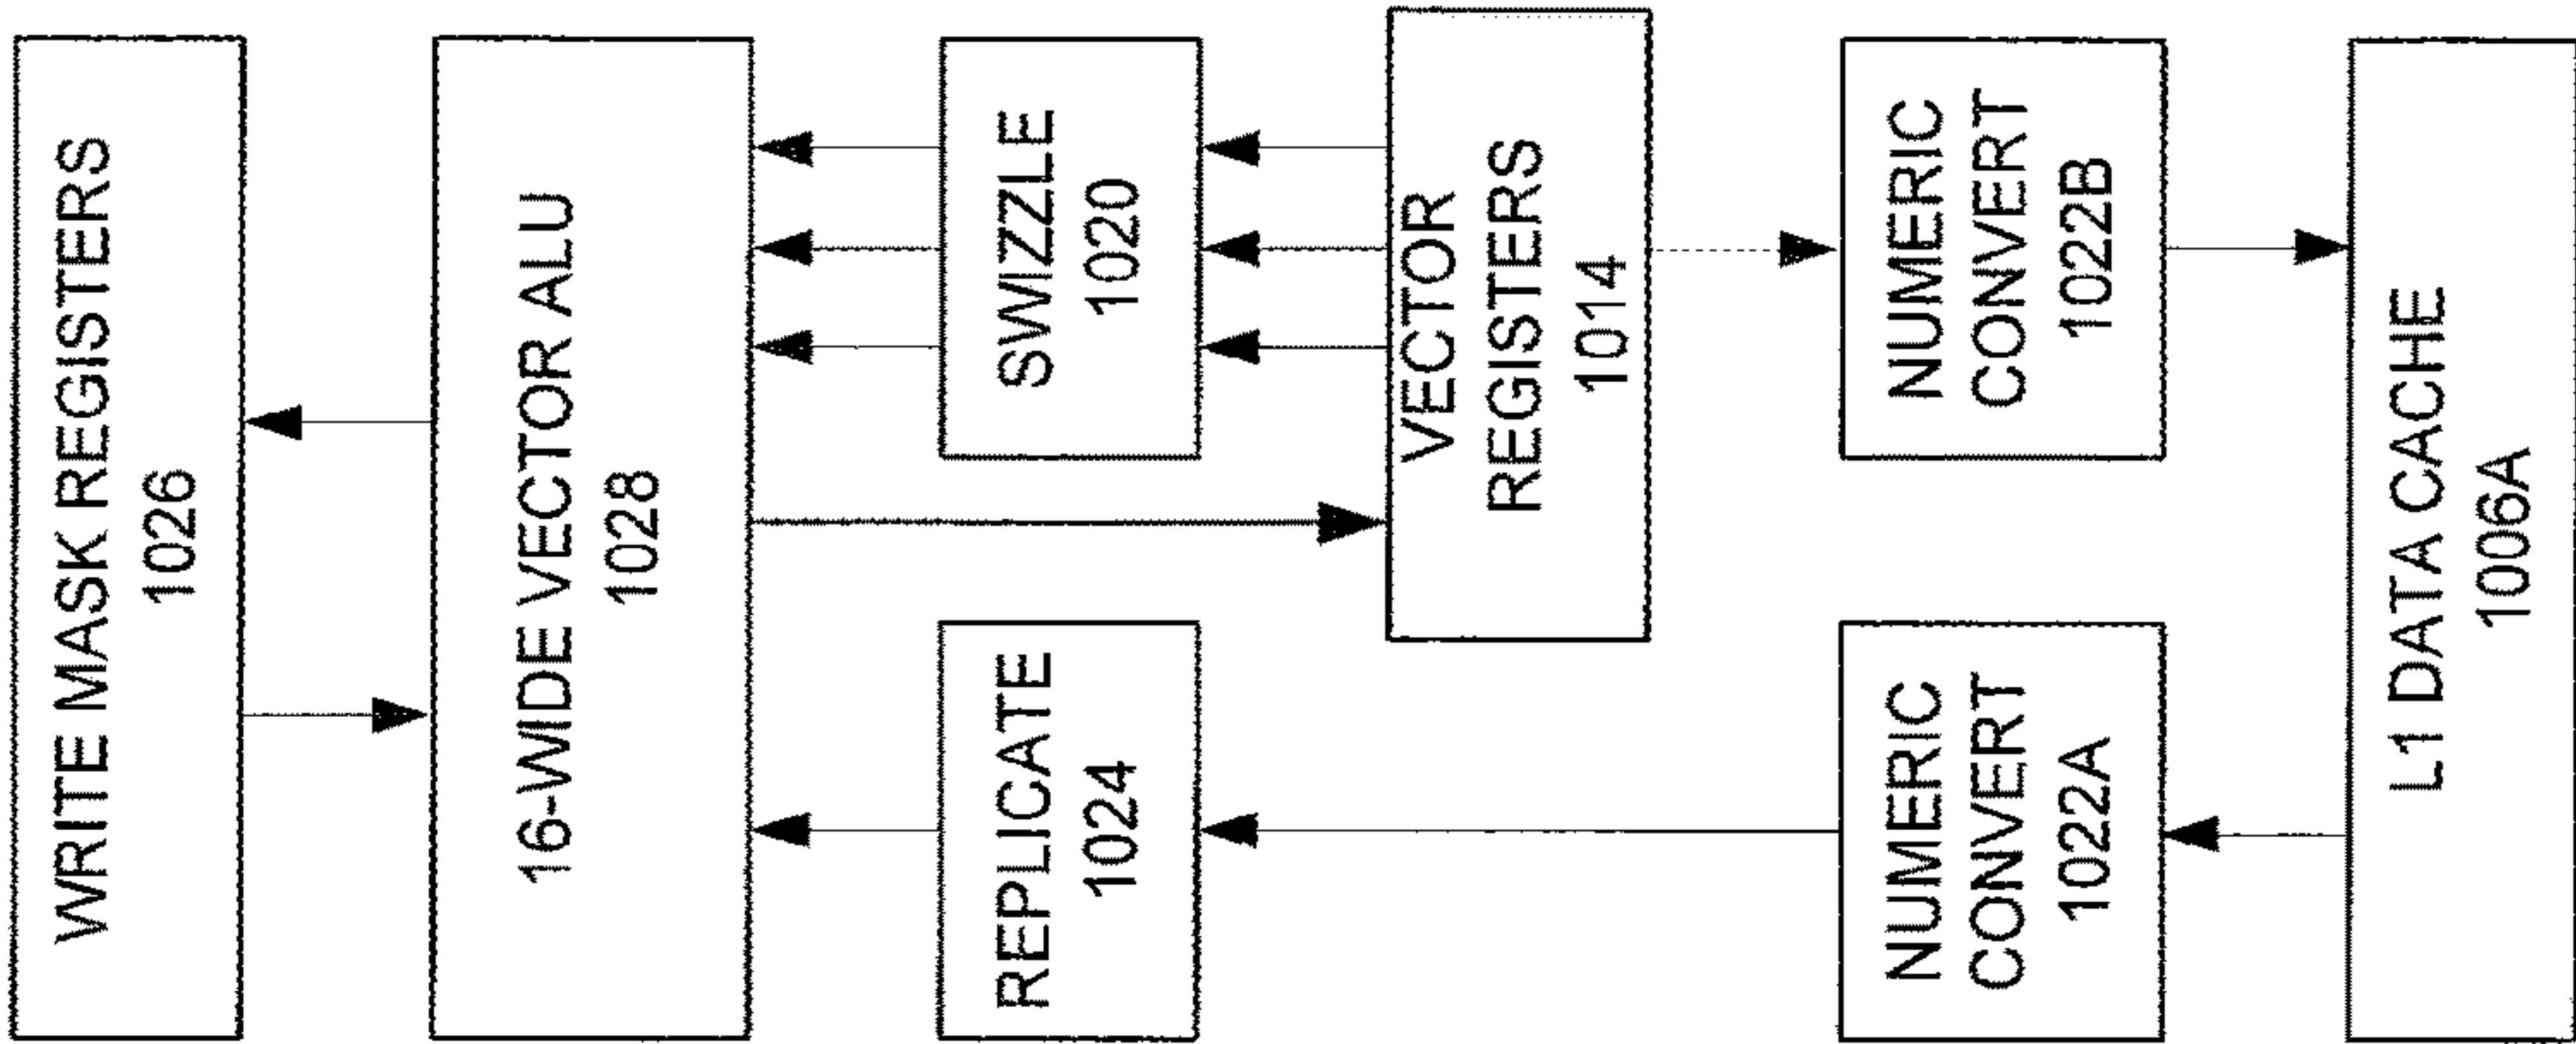 WRITE MASK REGISTERS
1026
16-WIDE VECTOR ALU
1028
REPLICATE
1024
SWIZZLE
1020
VECTOR
REGISTERS
1014
NUMERIC
CONVERT
1022A
NUMERIC
CONVERT
1022B
L1 DATA CACHE
1006A